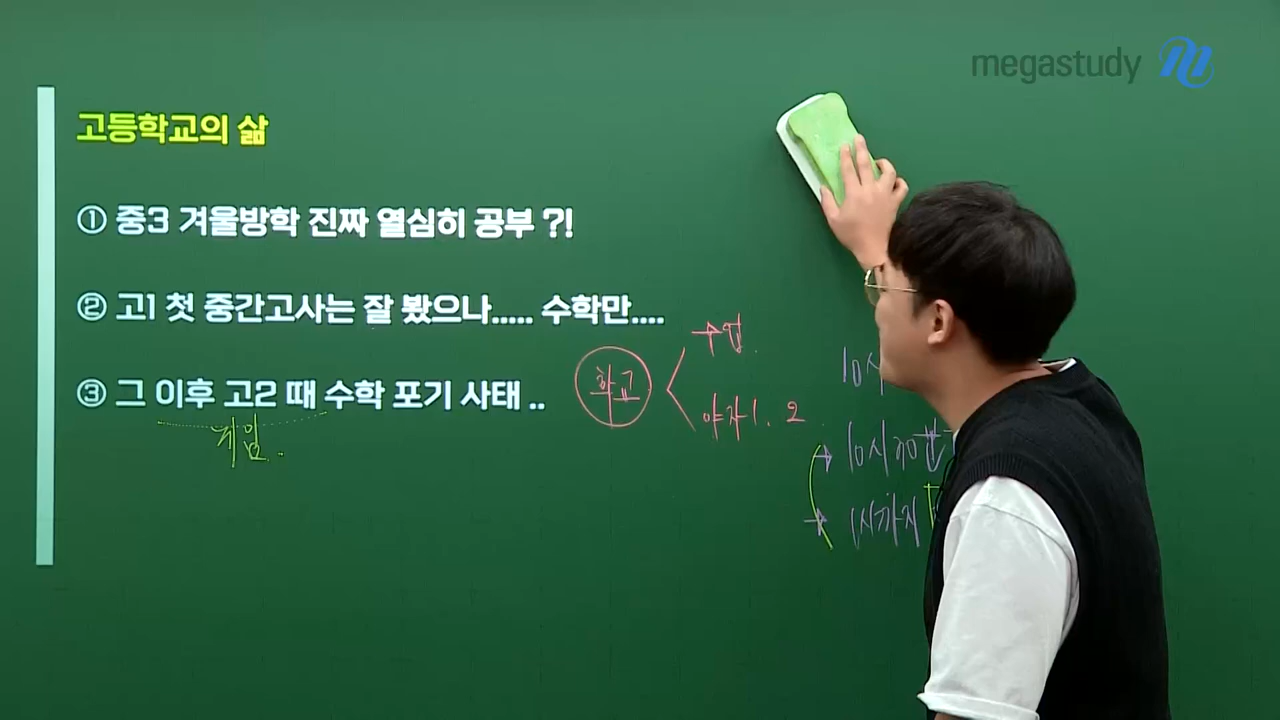 megastudy
고등학교의 삶
① 중3 겨울방학 진짜 열심히 공부 ?!
② 고1 첫 중간고사는 잘 봤으나..... 수학만....
③ 그 이후 고2 때 수학 포기 사태 ..
게임.
학교
수업.
야자 1. 2.
10시
10시 30분
1시까지